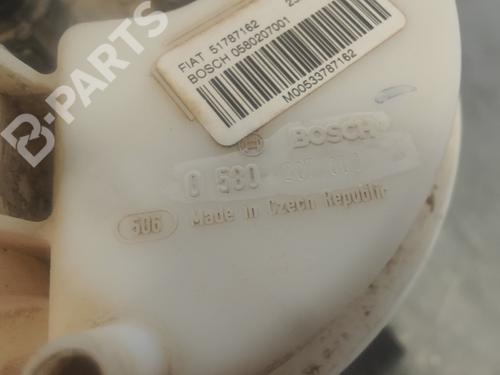 B-PARTS
FIAT 51787162
BOSCH 0580207001
M00533787162
BOSCH
0 580
506 Made in Czech Republic